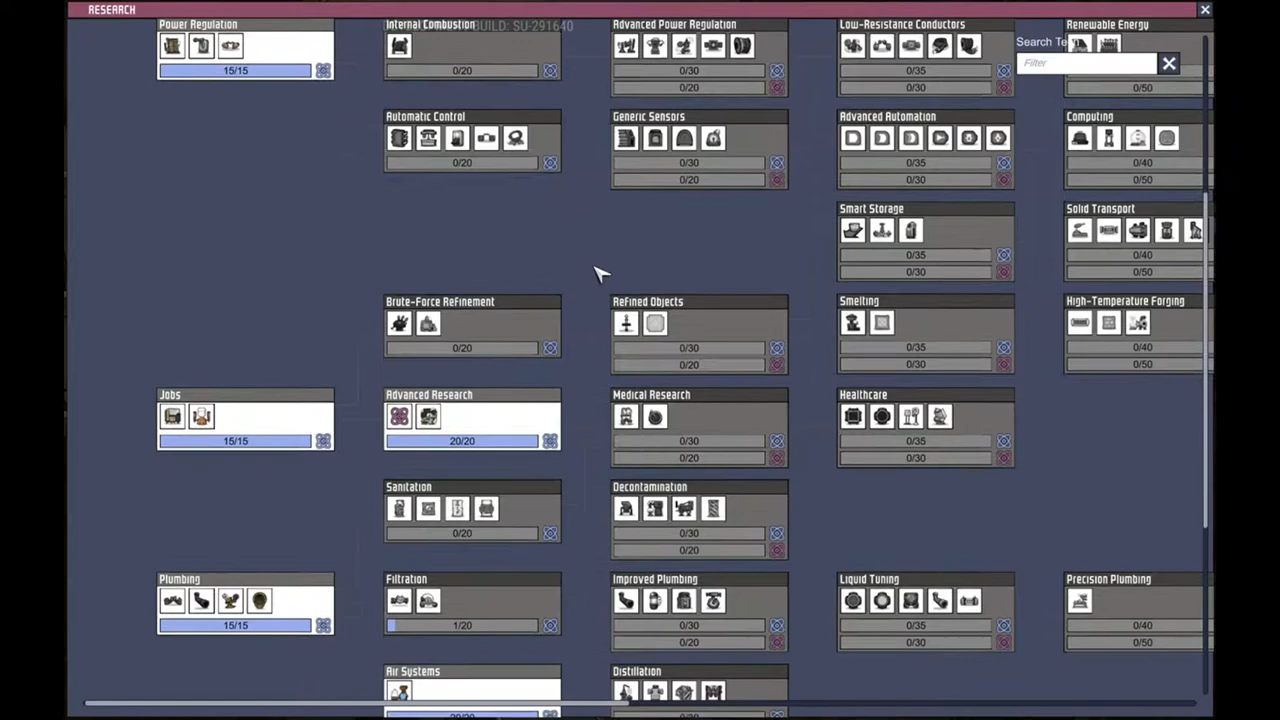 RESEARCH
BUILD: SU-291640
Power Regulation
Internal Combustion
Advanced Power Regulation
Low-Resistance Conductors
Renewable Energy
Search Te
Filter
15/15
0/20
0/30
0/35
0/20
0/30
0/50
Automatic Control
Generic Sensors
Advanced Automation
Computing
0/20
0/30
0/35
0/40
0/20
0/30
0/50
Smart Storage
Solid Transport
0/35
0/40
0/30
0/50
Brute-Force Refinement
Refined Objects
Smelting
High-Temperature Forging
0/20
0/30
0/35
0/40
0/20
0/30
0/50
Jobs
Advanced Research
Medical Research
Healthcare
15/15
20/20
0/30
0/35
0/20
0/30
Sanitation
Decontamination
0/20
0/30
0/20
Plumbing
Filtration
Improved Plumbing
Liquid Tuning
Precision Plumbing
15/15
1/20
0/30
0/35
0/40
0/20
0/30
0/50
Air Systems
Distillation
20/20
0/30